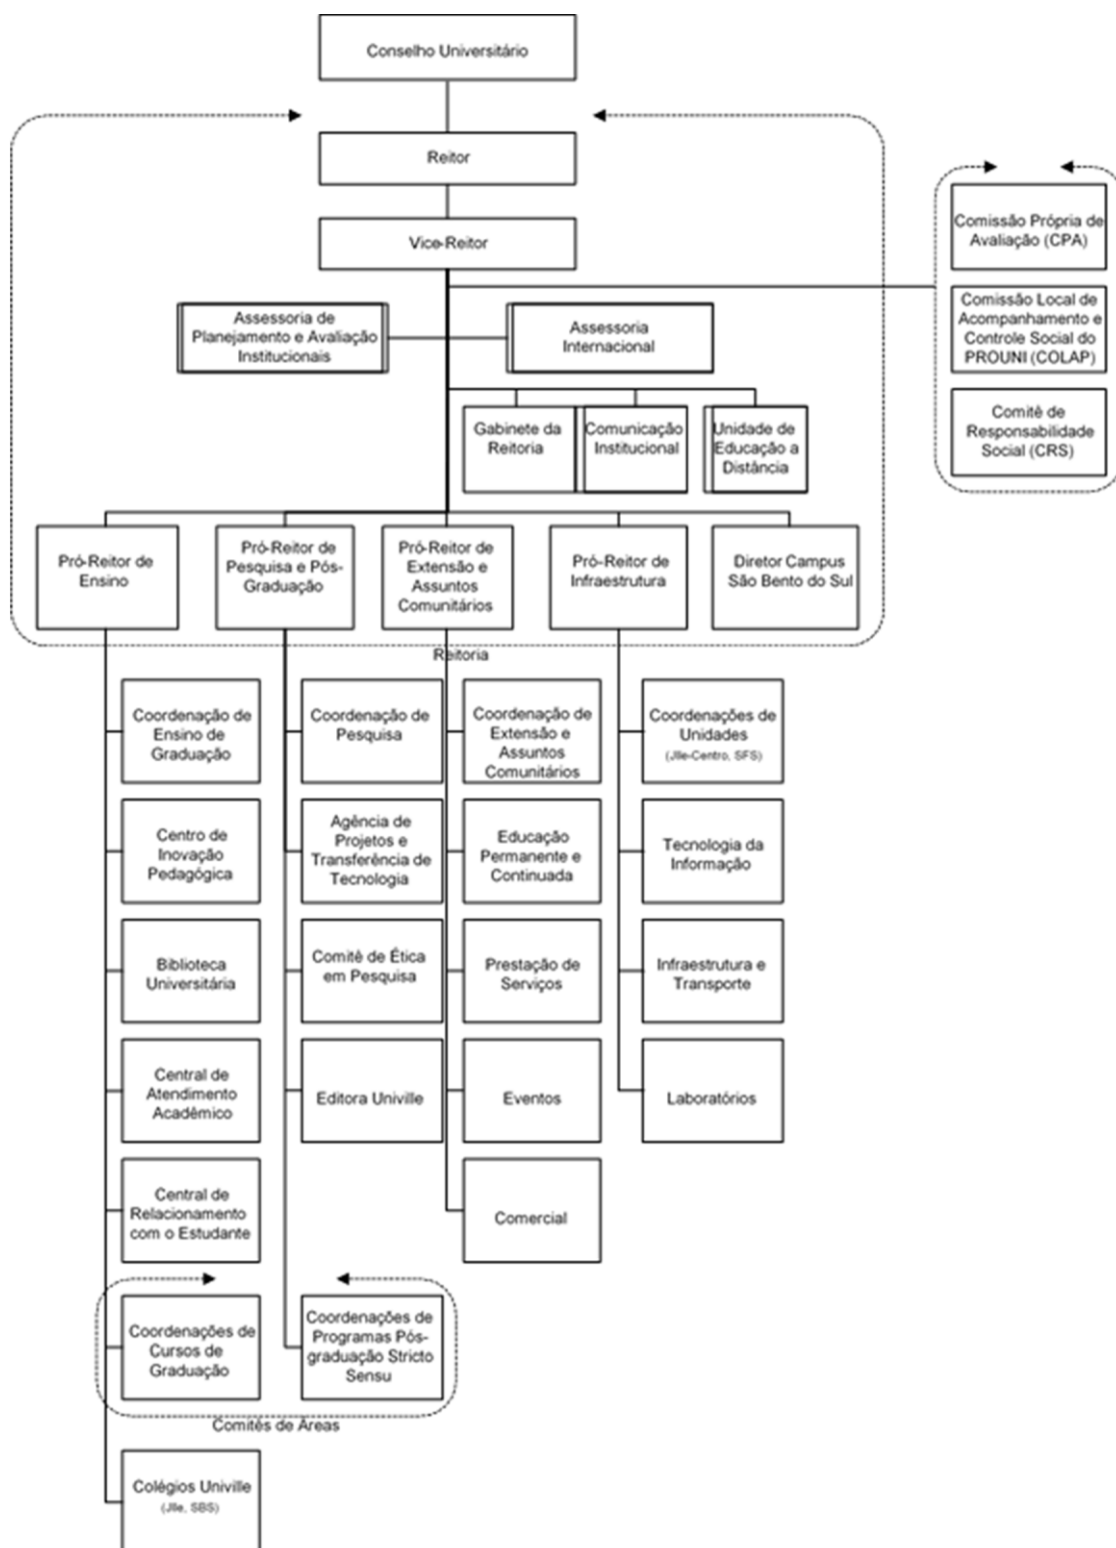 Conselho Universitário
Reitor
Vice-Reitor
Comissão Própria de
Avaliação (CPA)
Comissão Local de
Acompanhamento e
Controle Social do
PROUNI (COLAP)
Comitê de
Responsabilidade
Social (CRS)
Assessoria de
Planejamento e Avaliação
Institucionais
Assessoria
Internacional
Gabinete da
Reitoria
Comunicação
Institucional
Unidade de
Educação a
Distância
Pró-Reitor de
Ensino
Pró-Reitor de
Pesquisa e Pós-
Graduação
Pró-Reitor de
Extensão e
Assuntos
Comunitários
Pró-Reitor de
Infraestrutura
Diretor Campus
São Bento do Sul
Reitoria
Coordenação de
Ensino de
Graduação
Coordenação de
Pesquisa
Coordenação de
Extensão e
Assuntos
Comunitários
Coordenações de
Unidades
(Jlle-Centro, SFS)
Centro de
Inovação
Pedagógica
Agência de
Projetos e
Transferência de
Tecnologia
Educação
Permanente e
Continuada
Tecnologia da
Informação
Biblioteca
Universitária
Comitê de Ética
em Pesquisa
Prestação de
Serviços
Infraestrutura e
Transporte
Central de
Atendimento
Acadêmico
Editora Univille
Eventos
Laboratórios
Central de
Relacionamento
com o Estudante
Comercial
Coordenações de
Cursos de
Graduação
Coordenações de
Programas Pós-
graduação Stricto
Sensu
Comitês de Áreas
Colégios Univille
(Jlle, SBS)